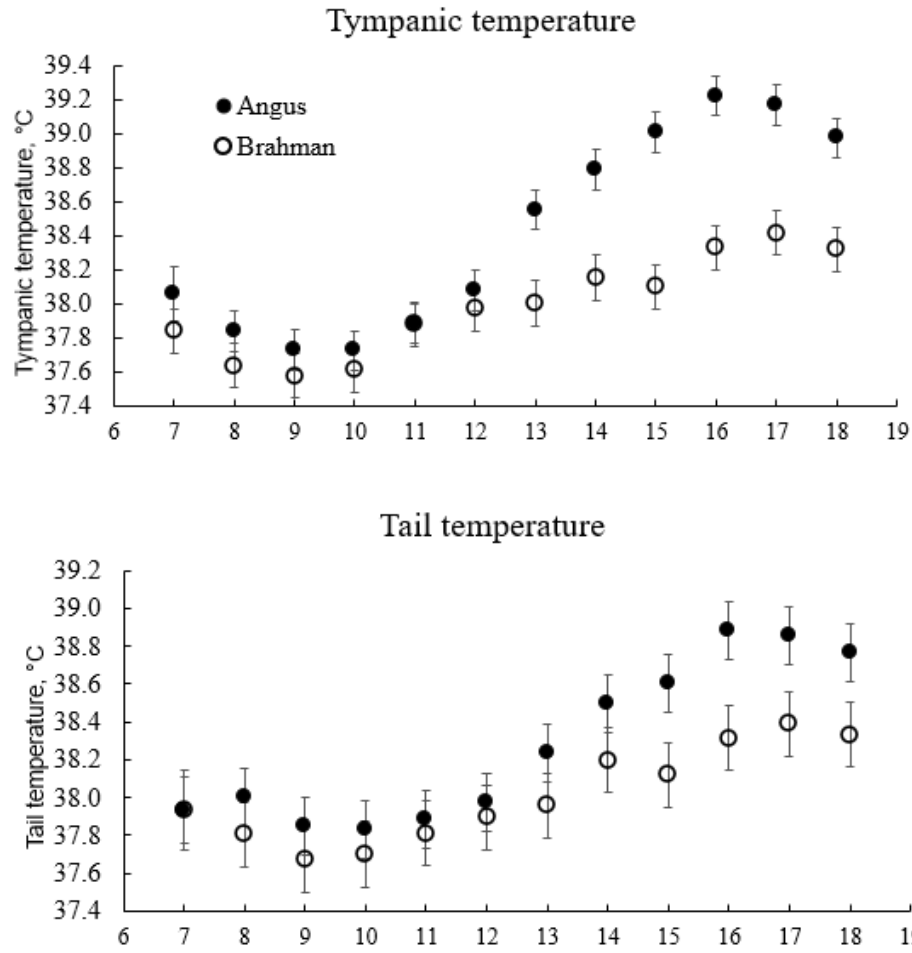 Tympanic temperature
Tympanic temperature, °C
39.4
39.2
39.0
38.8
38.6
38.4
38.2
38.0
37.8
37.6
37.4
Angus
Brahman
6 7 8 9 10 11 12 13 14 15 16 17 18 19
Tail temperature
Tail temperature, °C
39.2
39.0
38.8
38.6
38.4
38.2
38.0
37.8
37.6
37.4
6 7 8 9 10 11 12 13 14 15 16 17 18